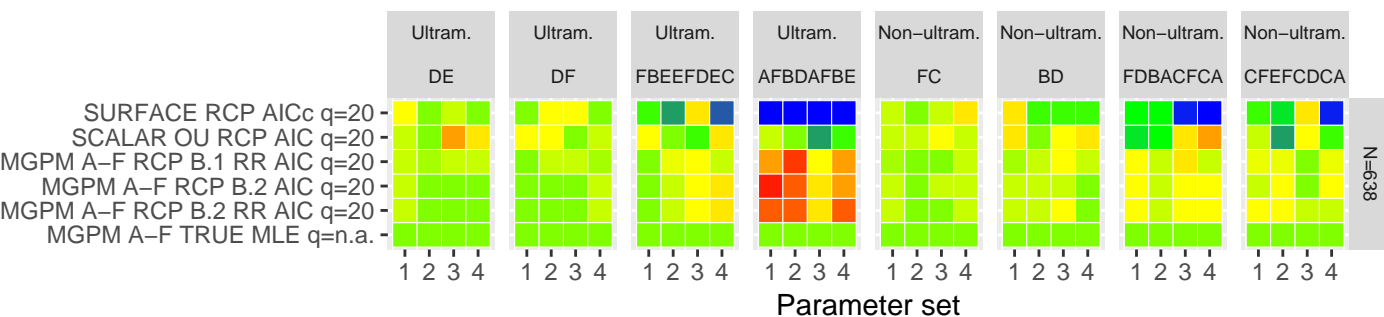 Ultram. Ultram. Ultram. Ultram. Non−ultram. Non−ultram. Non−ultram. Non−ultram.
DE DF FBEEFDEC AFBDAFBE FC BD FDBACFCA CFEFCDCA
SURFACE RCP AICc q=20
SCALAR OU RCP AIC q=20
MGPM A−F RCP B.1 RR AIC q=20
MGPM A−F RCP B.2 AIC q=20
MGPM A−F RCP B.2 RR AIC q=20
MGPM A−F TRUE MLE q=n.a.
N=638
1 2 3 4 1 2 3 4 1 2 3 4 1 2 3 4 1 2 3 4 1 2 3 4 1 2 3 4 1 2 3 4
Parameter set